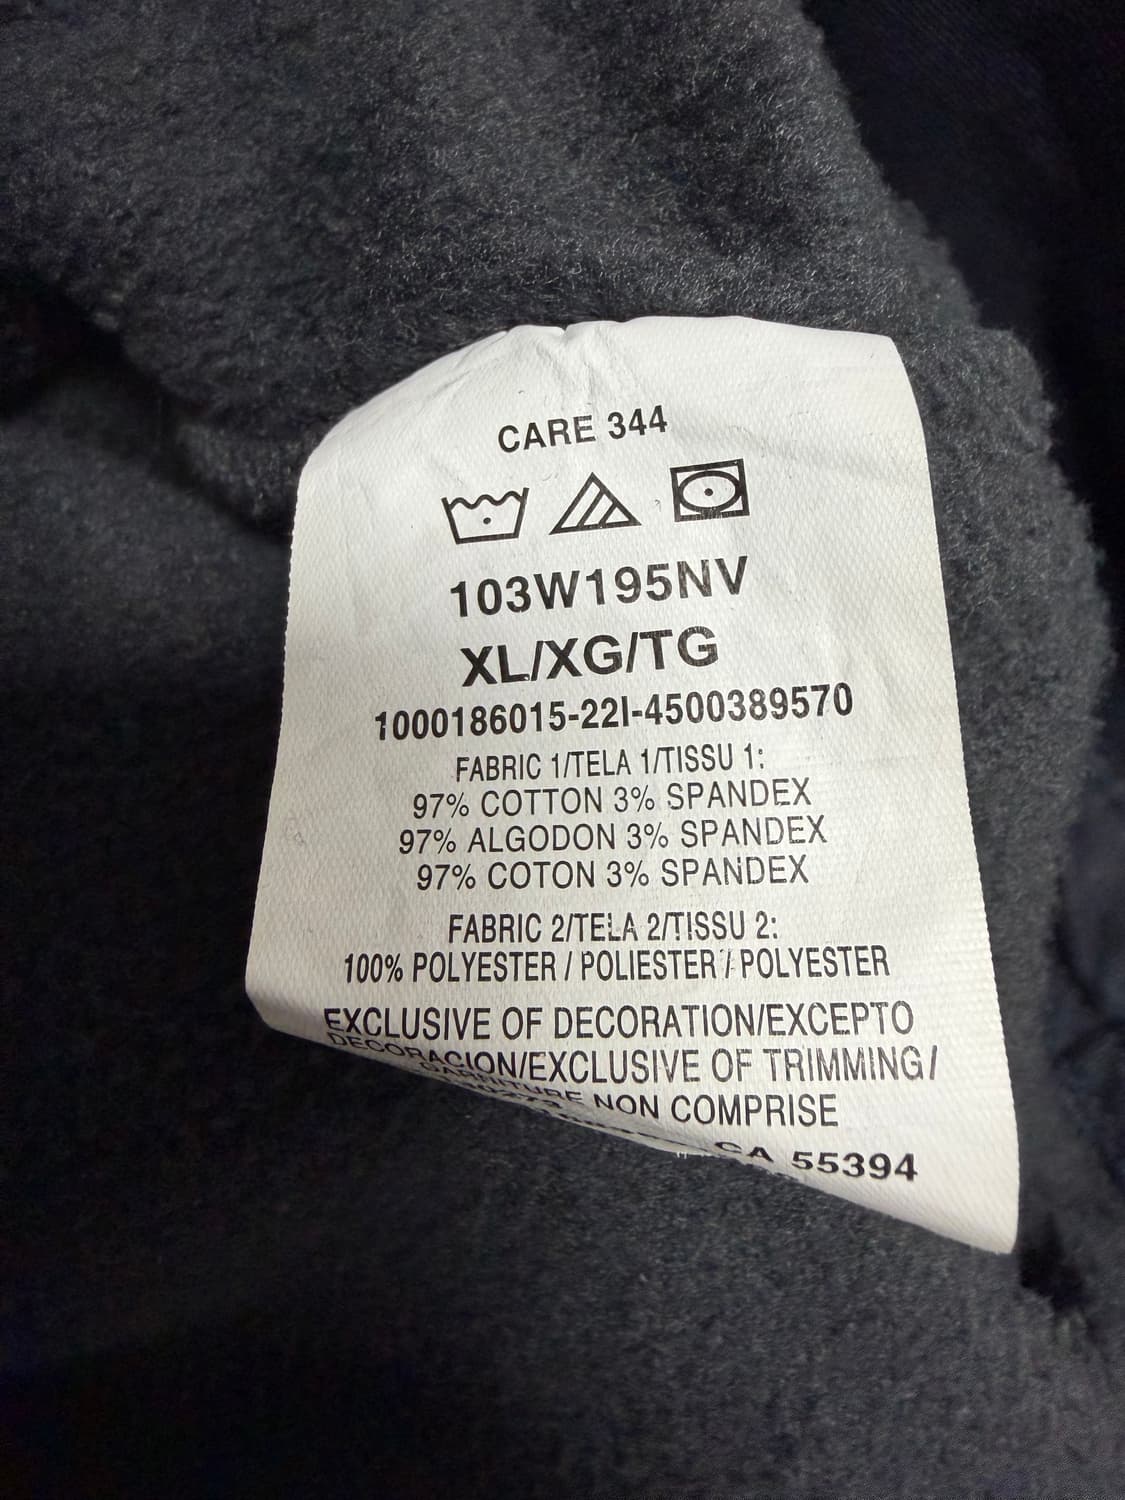 CARE 344
103W195NV
XL/XG/TG
1000186015-22I-4500389570
FABRIC 1/TELA 1/TISSU 1:
97% COTTON 3% SPANDEX
97% ALGODON 3% SPANDEX
97% COTON 3% SPANDEX
FABRIC 2/TELA 2/TISSU 2:
100% POLYESTER / POLIESTER / POLYESTER
EXCLUSIVE OF DECORATION/EXCEPTO
DECORACION/EXCLUSIVE OF TRIMMING/
GARNITURE NON COMPRISE
CA 55394